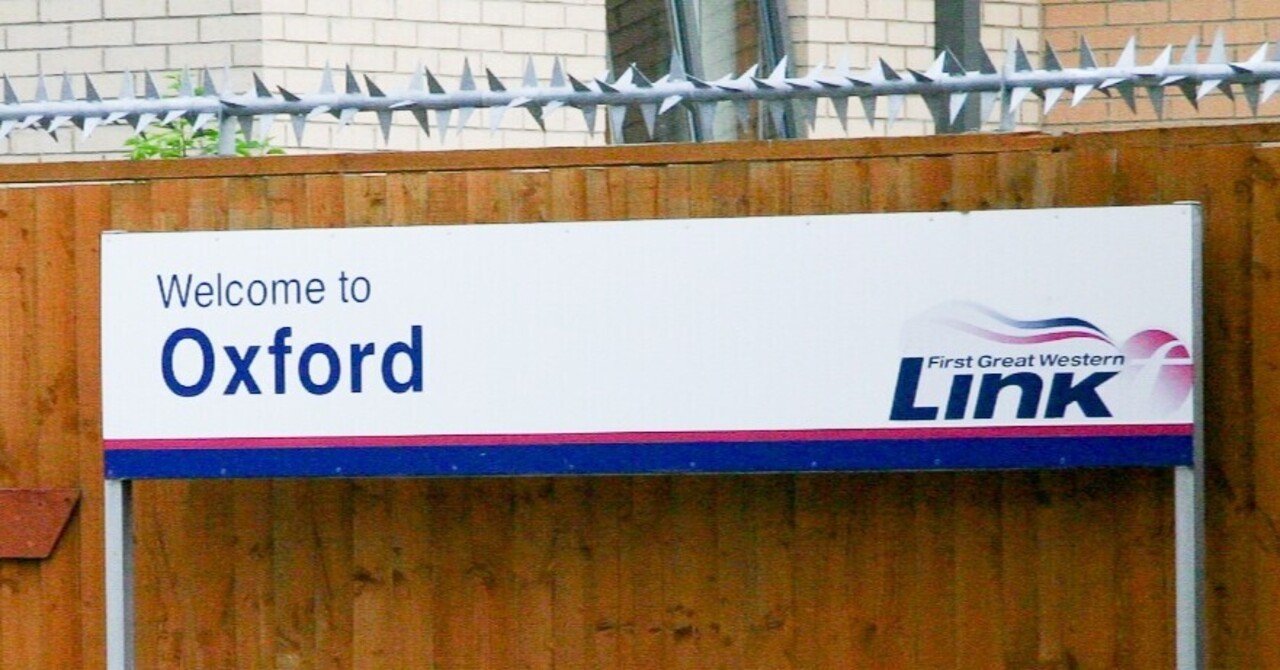 Welcome to
Oxford
First Great Western
Link